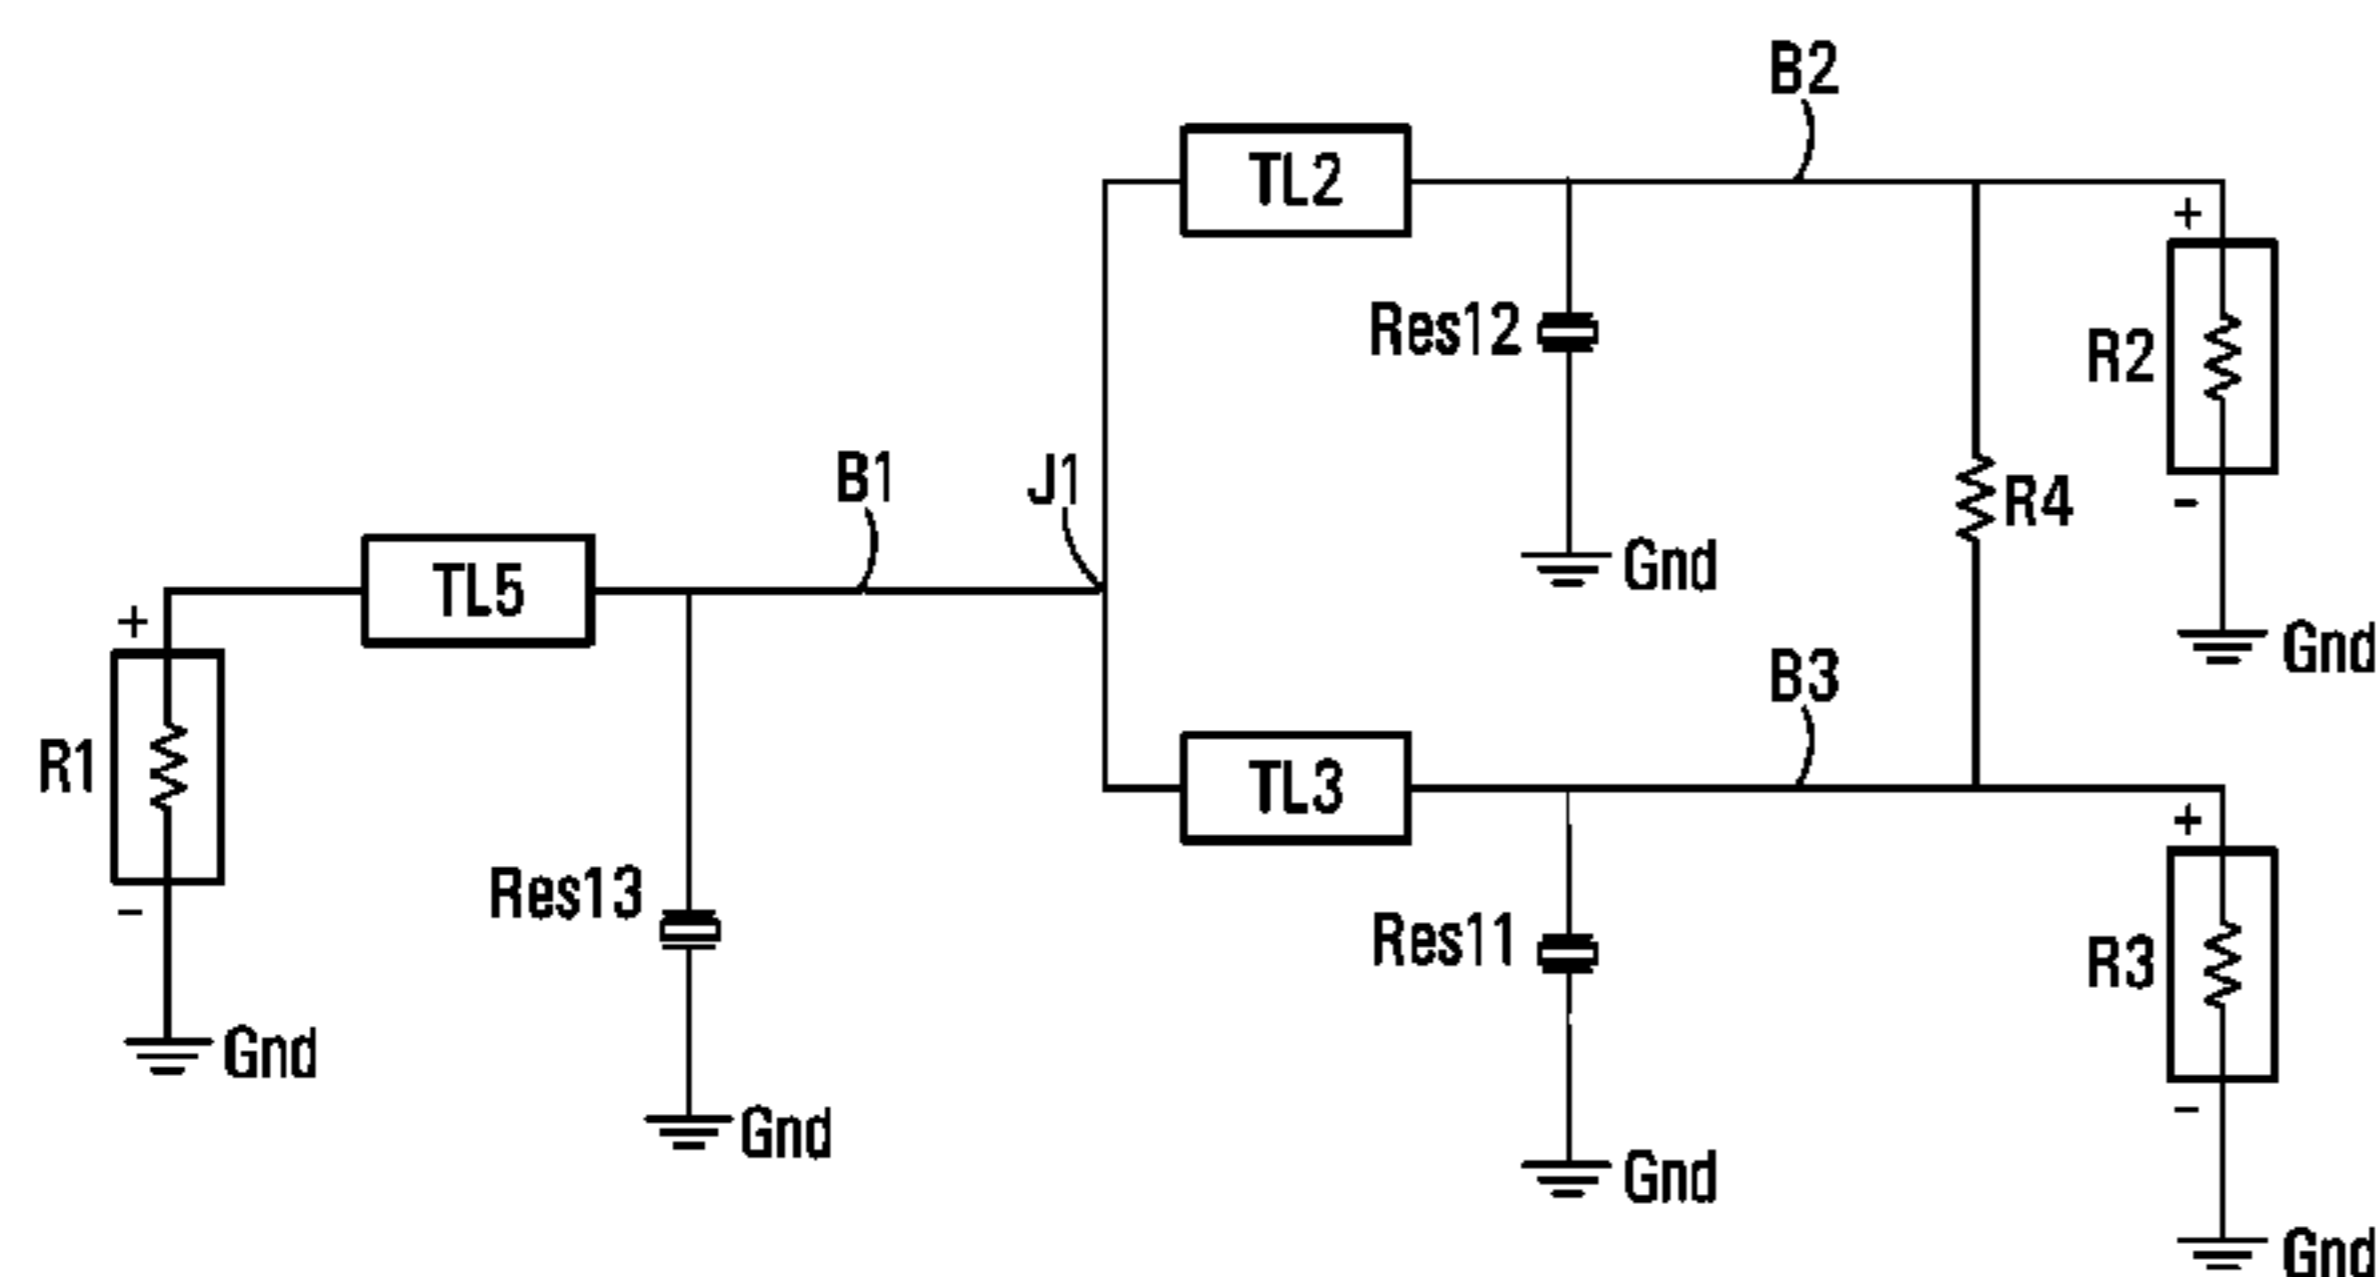 B2
TL2
+
Res12
R2
B1
J1
R4
-
Gnd
TL5
Gnd
B3
+
TL3
+
R1
Res13
Res11
R3
-
Gnd
Gnd
-
Gnd
Gnd